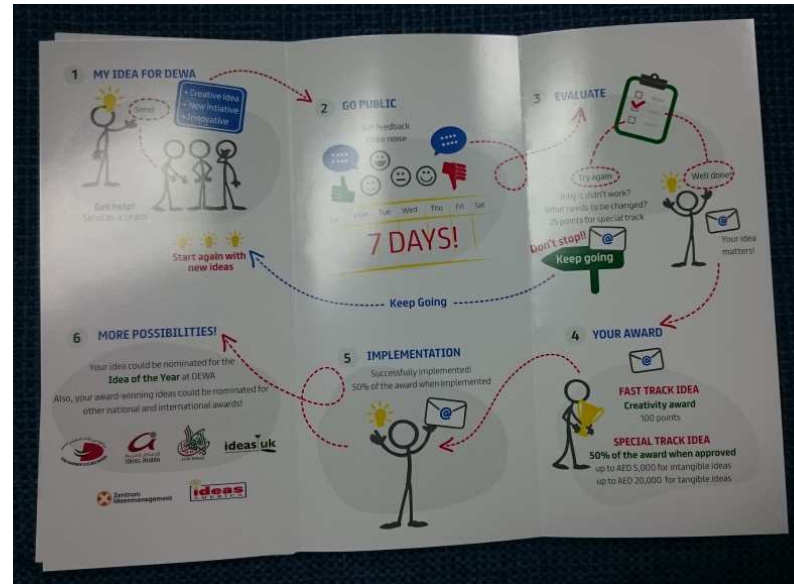 1 MY IDEA FOR DEWA
Send
• Creative idea
• New intiative
• Innovative
Get help!
Send as a team
Start again with
new ideas
2 GO PUBLIC
Get feedback
make noise
Mon Tue Wed Thu Fri Sat
7 DAYS!
Keep Going
3 EVALUATE
Try again
Well done!
Why it didn't work?
What needs to be changed?
25 points for special track
Don't stop!!
Keep going
@
@
Your idea
matters!
4 YOUR AWARD
@
FAST TRACK IDEA
Creativity award
100 points
SPECIAL TRACK IDEA
50% of the award when approved
up to AED 5,000 for intangible ideas
up to AED 20,000 for tangible ideas
5 IMPLEMENTATION
Successfully implemented!
50% of the award when implemented
@
6 MORE POSSIBILITIES!
Your idea could be nominated for the
Idea of the Year at DEWA
Also, your award-winning ideas could be nominated for
other national and international awards!
Ideas Arabia
ideas uk
Zentrum
Ideenmanagement
ideas